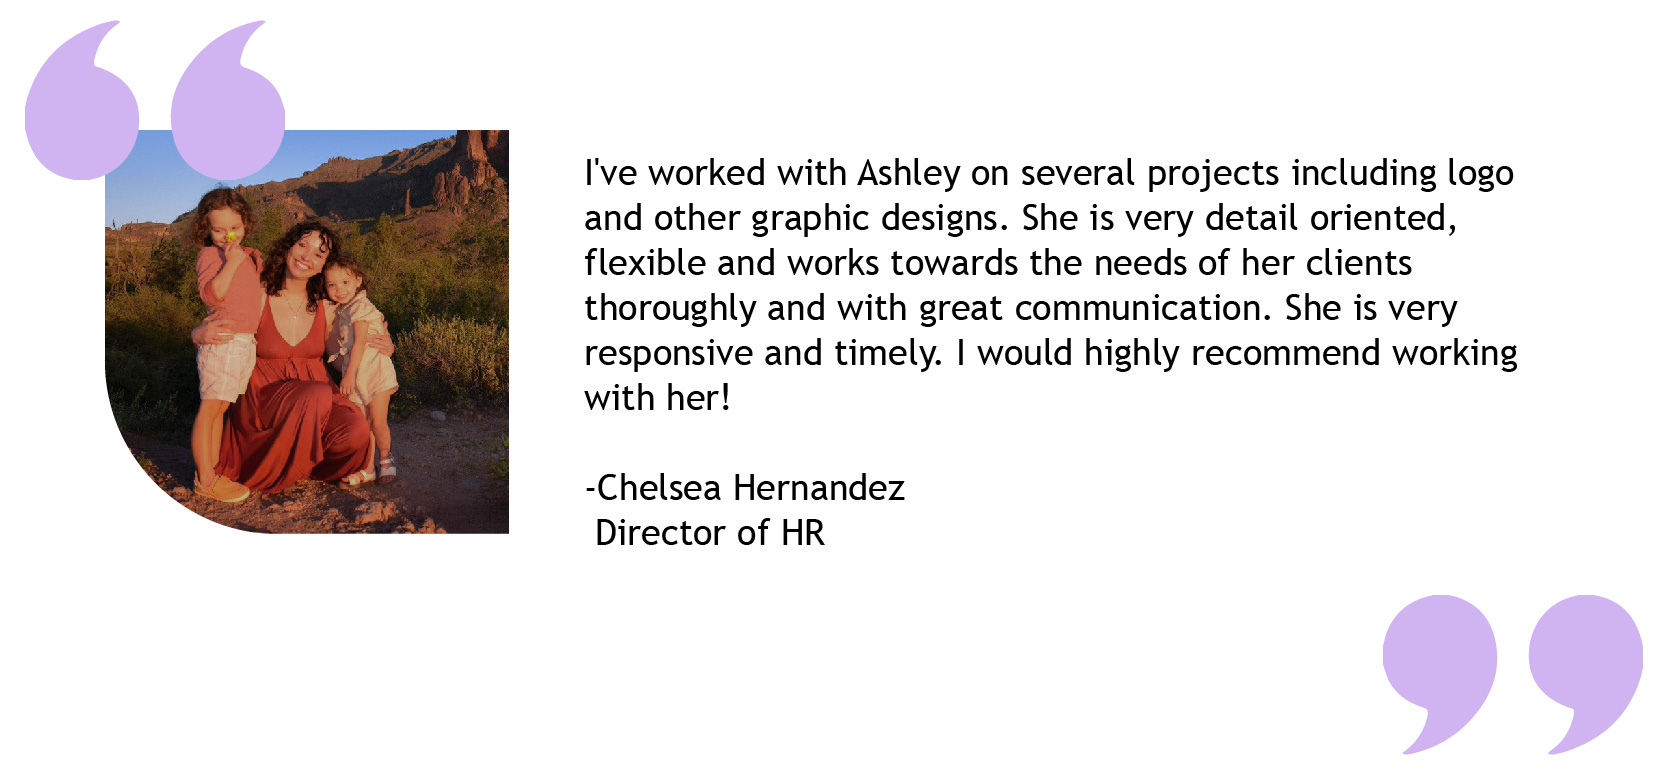 I've worked with Ashley on several projects including logo
and other graphic designs. She is very detail oriented,
flexible and works towards the needs of her clients
thoroughly and with great communication. She is very
responsive and timely. I would highly recommend working
with her!
-Chelsea Hernandez
Director of HR